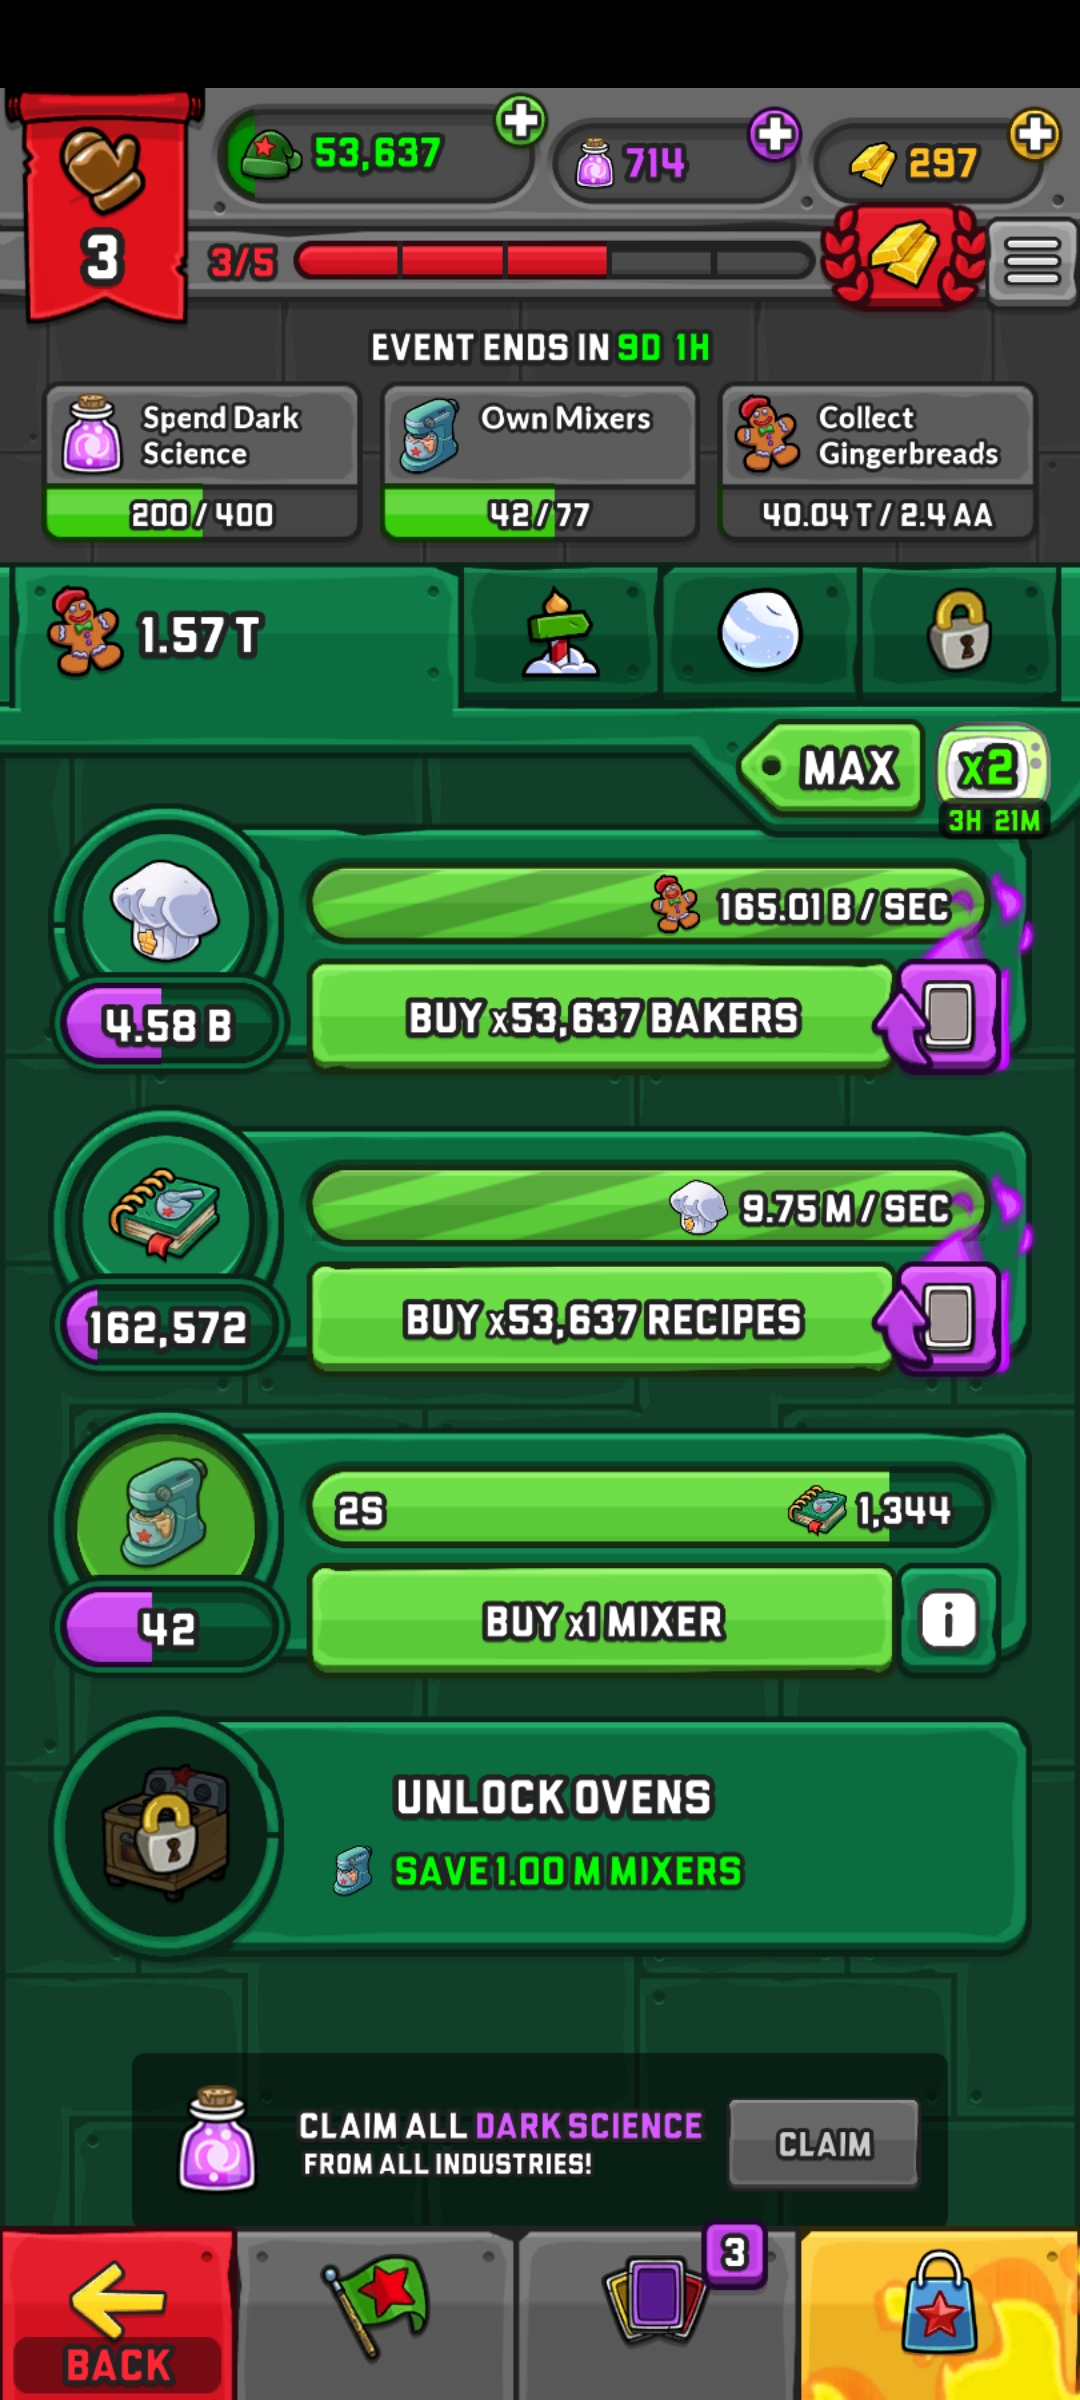 53,637
714
297
3
3/5
EVENT ENDS IN 9D 1H
Spend Dark
Science
200 / 400
Own Mixers
42 / 77
Collect
Gingerbreads
40.04 T / 2.4 AA
1.57 T
MAX
x2
3H 21M
165.01 B / SEC
4.58 B
BUY x53,637 BAKERS
9.75 M / SEC
162,572
BUY x53,637 RECIPES
2S
1,344
42
BUY x1 MIXER
i
UNLOCK OVENS
SAVE 1.00 M MIXERS
CLAIM ALL DARK SCIENCE
FROM ALL INDUSTRIES!
CLAIM
3
BACK